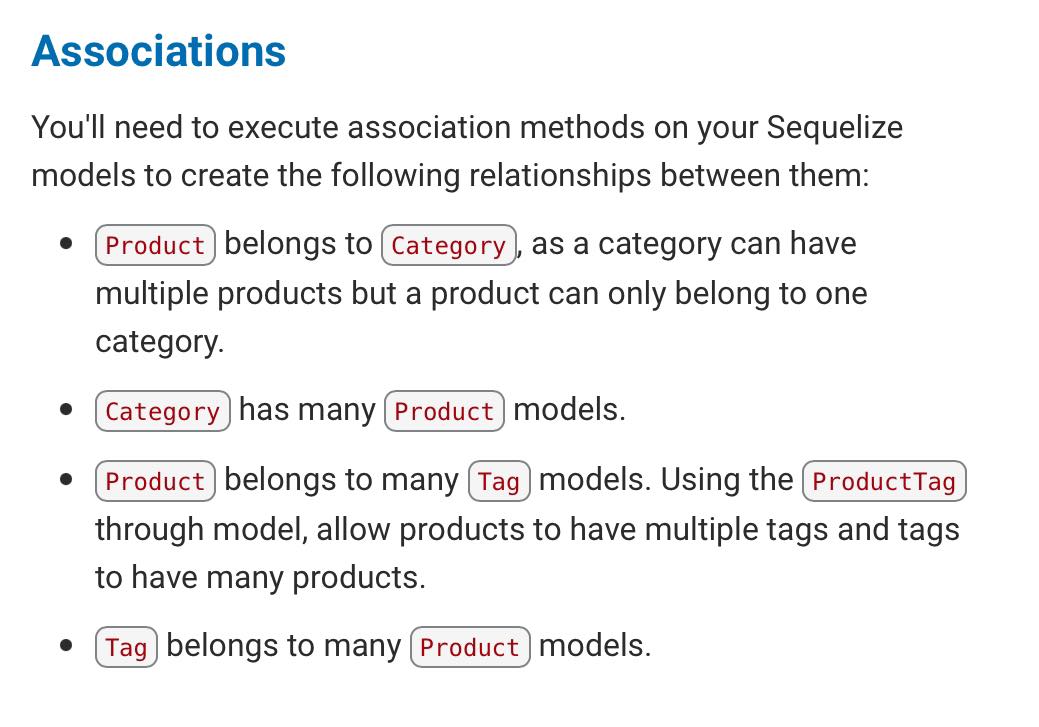 Associations
You'll need to execute association methods on your Sequelize
models to create the following relationships between them:
• Product belongs to Category, as a category can have
multiple products but a product can only belong to one
category.
• Category has many Product models.
• Product belongs to many Tag models. Using the ProductTag
through model, allow products to have multiple tags and tags
to have many products.
• Tag belongs to many Product models.